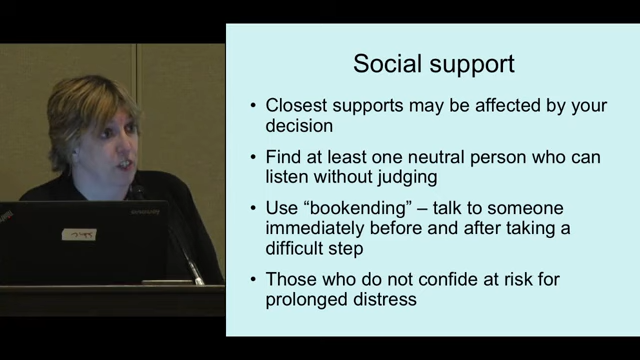 Social support
• Closest supports may be affected by your
decision
• Find at least one neutral person who can
listen without judging
• Use “bookending” – talk to someone
immediately before and after taking a
difficult step
• Those who do not confide at risk for
prolonged distress